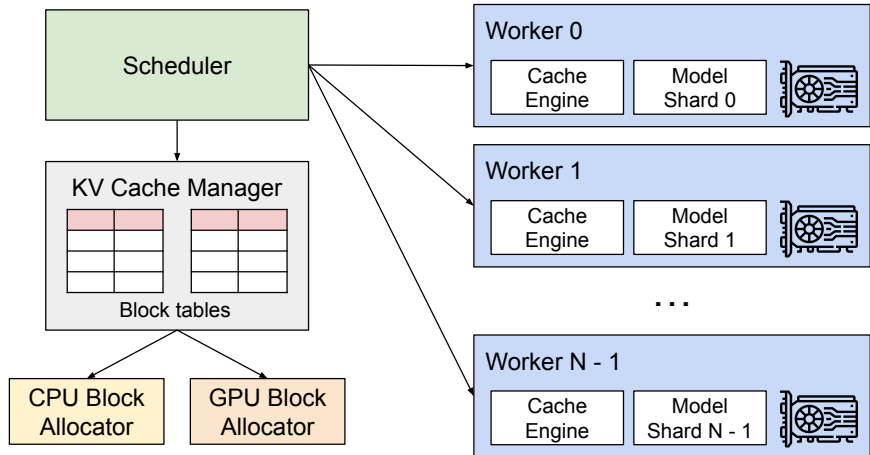 Scheduler
KV Cache Manager
Block tables
CPU Block
Allocator
GPU Block
Allocator
Worker 0
Cache
Engine
Model
Shard 0
Worker 1
Cache
Engine
Model
Shard 1
...
Worker N - 1
Cache
Engine
Model
Shard N - 1